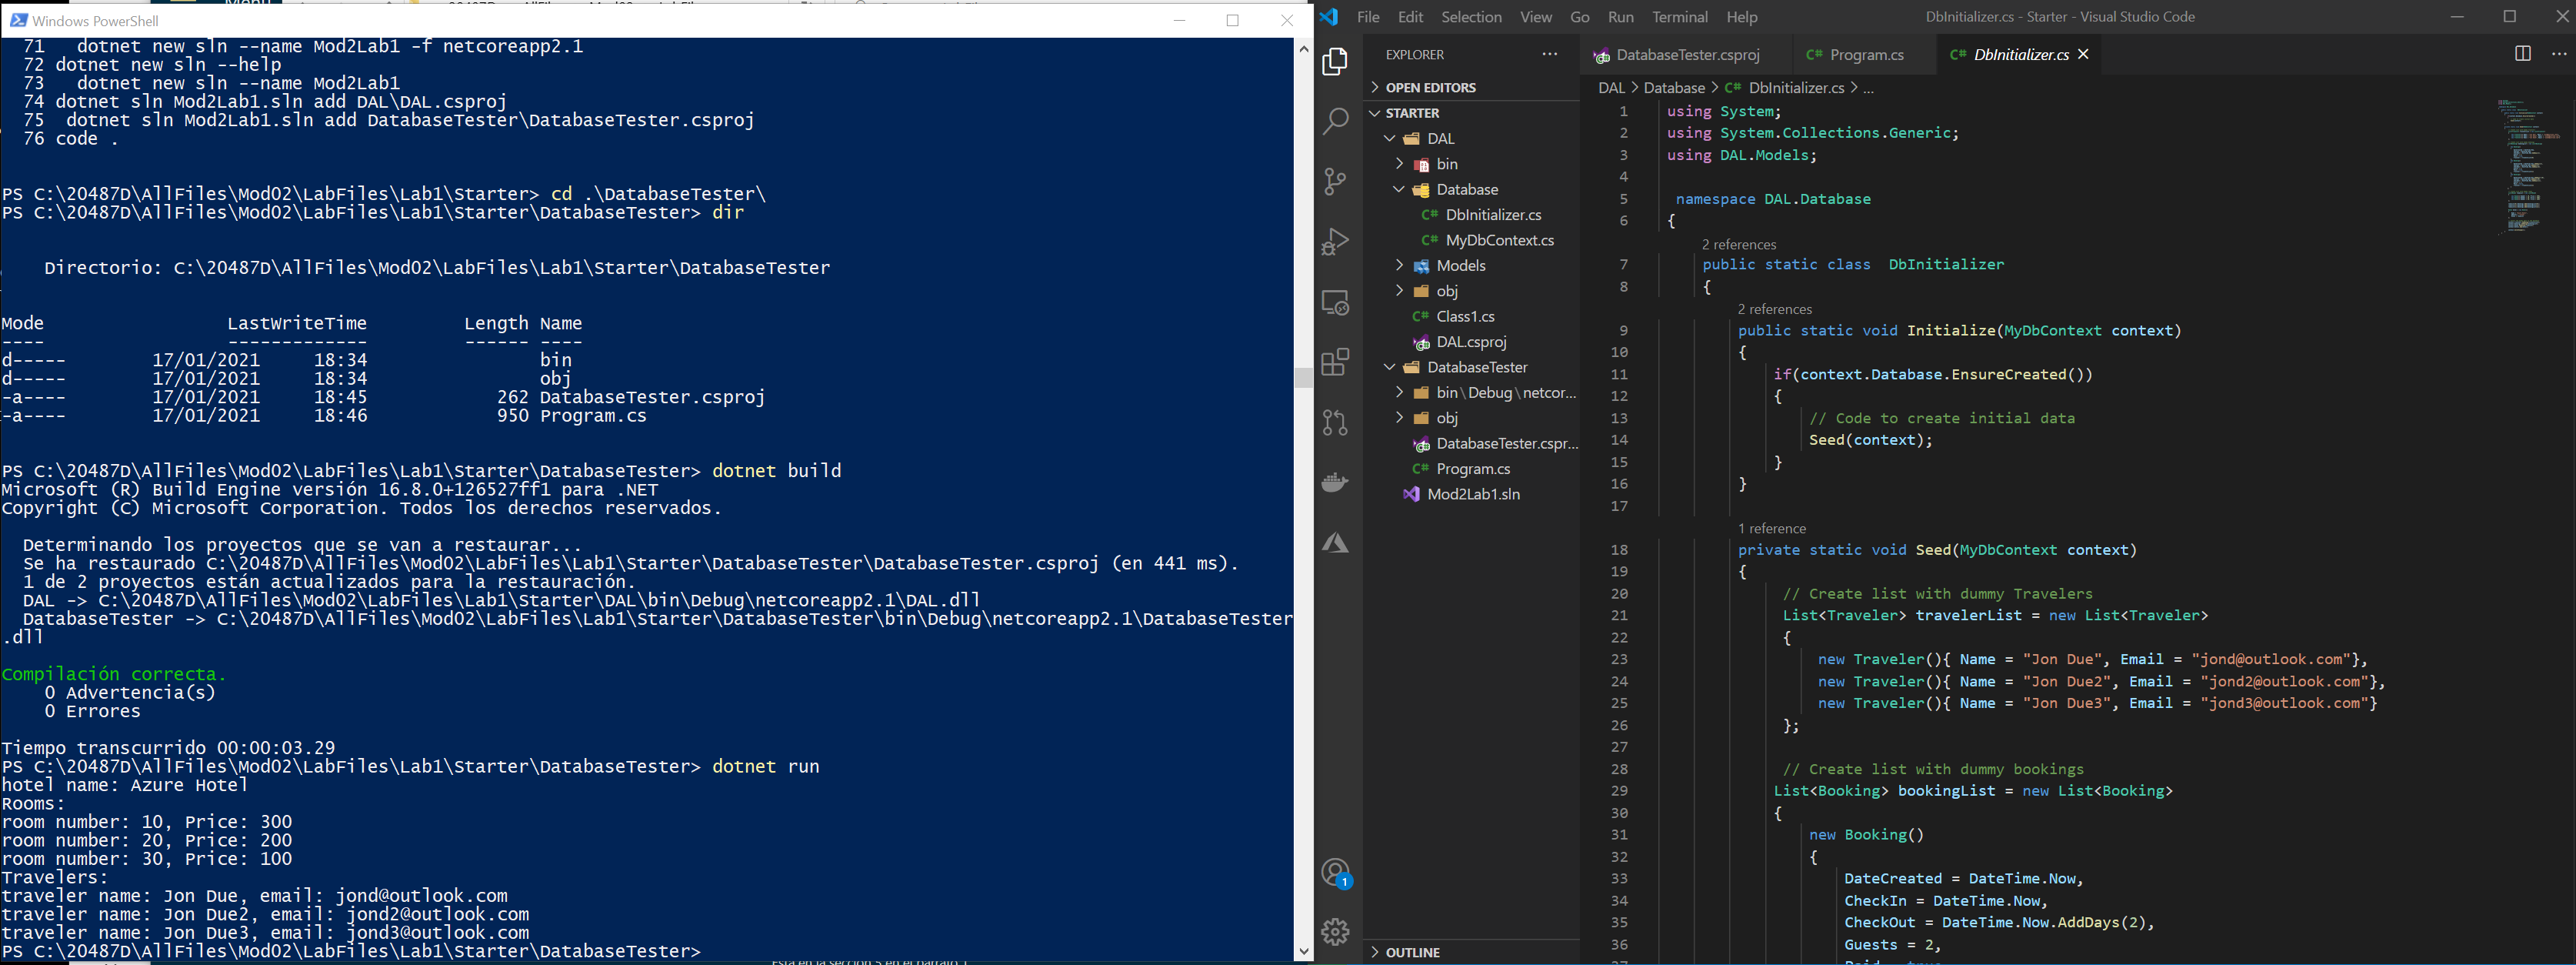 Windows PowerShell
71   dotnet new sln --name Mod2Lab1 -f netcoreapp2.1
72 dotnet new sln --help
73   dotnet new sln --name Mod2Lab1
74 dotnet sln Mod2Lab1.sln add DAL\DAL.csproj
75  dotnet sln Mod2Lab1.sln add DatabaseTester\DatabaseTester.csproj
76 code .
PS C:\20487D\AllFiles\Mod02\LabFiles\Lab1\Starter> cd .\DatabaseTester\
PS C:\20487D\AllFiles\Mod02\LabFiles\Lab1\Starter\DatabaseTester> dir
Directorio: C:\20487D\AllFiles\Mod02\LabFiles\Lab1\Starter\DatabaseTester
Mode                 LastWriteTime         Length Name
----                 -------------         ------ ----
d-----        17/01/2021     18:34                bin
d-----        17/01/2021     18:34                obj
-a----        17/01/2021     18:45            262 DatabaseTester.csproj
-a----        17/01/2021     18:46            950 Program.cs
PS C:\20487D\AllFiles\Mod02\LabFiles\Lab1\Starter\DatabaseTester> dotnet build
Microsoft (R) Build Engine versión 16.8.0+126527ff1 para .NET
Copyright (C) Microsoft Corporation. Todos los derechos reservados.
Determinando los proyectos que se van a restaurar...
Se ha restaurado C:\20487D\AllFiles\Mod02\LabFiles\Lab1\Starter\DatabaseTester\DatabaseTester.csproj (en 441 ms).
1 de 2 proyectos están actualizados para la restauración.
DAL -> C:\20487D\AllFiles\Mod02\LabFiles\Lab1\Starter\DAL\bin\Debug\netcoreapp2.1\DAL.dll
DatabaseTester -> C:\20487D\AllFiles\Mod02\LabFiles\Lab1\Starter\DatabaseTester\bin\Debug\netcoreapp2.1\DatabaseTester
.dll
Compilación correcta.
0 Advertencia(s)
0 Errores
Tiempo transcurrido 00:00:03.29
PS C:\20487D\AllFiles\Mod02\LabFiles\Lab1\Starter\DatabaseTester> dotnet run
hotel name: Azure Hotel
Rooms:
room number: 10, Price: 300
room number: 20, Price: 200
room number: 30, Price: 100
Travelers:
traveler name: Jon Due, email: jond@outlook.com
traveler name: Jon Due2, email: jond2@outlook.com
traveler name: Jon Due3, email: jond3@outlook.com
PS C:\20487D\AllFiles\Mod02\LabFiles\Lab1\Starter\DatabaseTester>
File Edit Selection View Go Run Terminal Help
DbInitializer.cs - Starter - Visual Studio Code
EXPLORER
OPEN EDITORS
STARTER
DAL
bin
Database
C# DbInitializer.cs
C# MyDbContext.cs
Models
obj
C# Class1.cs
DAL.csproj
DatabaseTester
bin\Debug\netcor...
obj
DatabaseTester.cspr...
C# Program.cs
Mod2Lab1.sln
OUTLINE
1
DatabaseTester.csproj
C# Program.cs
C# DbInitializer.cs
DAL > Database > C# DbInitializer.cs > ...
1 using System;
2 using System.Collections.Generic;
3 using DAL.Models;
4
5 namespace DAL.Database
6 {
2 references
7 public static class  DbInitializer
8 {
2 references
9 public static void Initialize(MyDbContext context)
10 {
11 if(context.Database.EnsureCreated())
12 {
13 // Code to create initial data
14 Seed(context);
15 }
16 }
17
1 reference
18 private static void Seed(MyDbContext context)
19 {
20 // Create list with dummy Travelers
21 List<Traveler> travelerList = new List<Traveler>
22 {
23 new Traveler(){ Name = "Jon Due", Email = "jond@outlook.com"},
24 new Traveler(){ Name = "Jon Due2", Email = "jond2@outlook.com"},
25 new Traveler(){ Name = "Jon Due3", Email = "jond3@outlook.com"}
26 };
27
28 // Create list with dummy bookings
29 List<Booking> bookingList = new List<Booking>
30 {
31 new Booking()
32 {
33 DateCreated = DateTime.Now,
34 CheckIn = DateTime.Now,
35 CheckOut = DateTime.Now.AddDays(2),
36 Guests = 2,